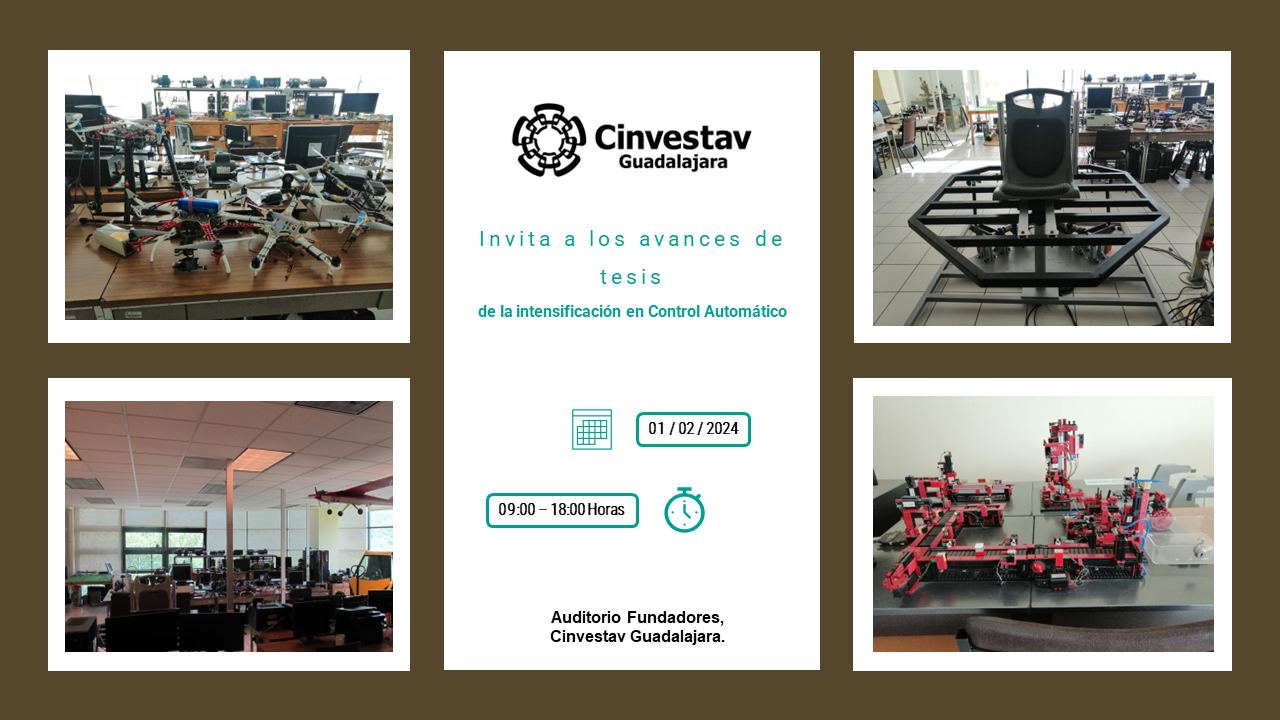 Cinvestav
Guadalajara
Invita a los avances de
tesis
de la intensificación en Control Automático
01 / 02 / 2024
09:00 – 18:00 Horas
Auditorio Fundadores,
Cinvestav Guadalajara.